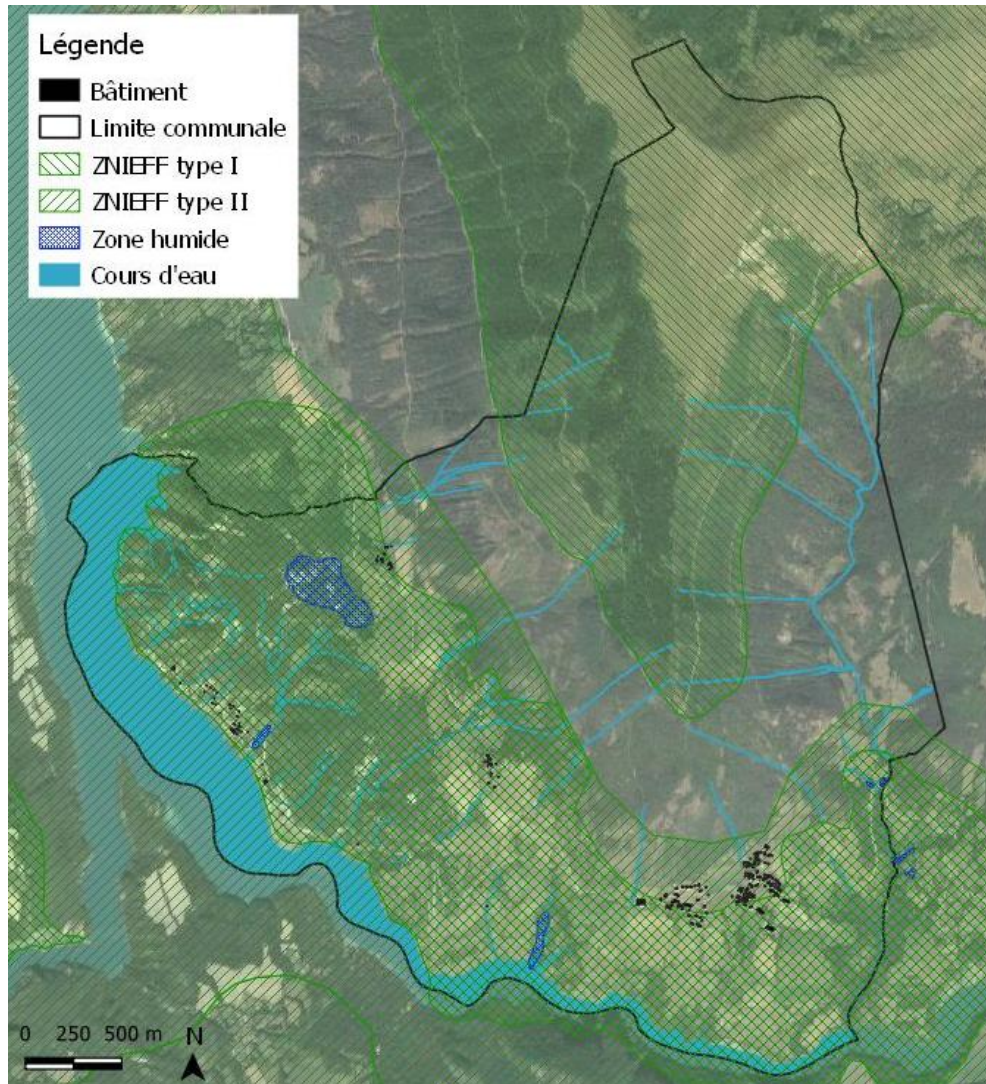 Légende
Bâtiment
Limite communale
ZNIEFF type I
ZNIEFF type II
Zone humide
Cours d'eau
0 250 500 m N